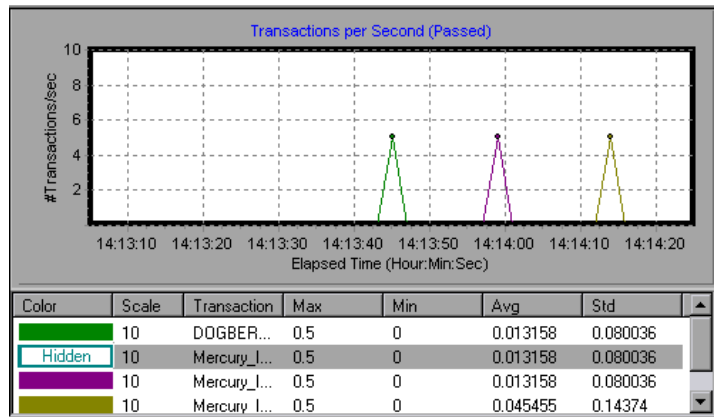 Transactions per Second (Passed)
10
8
6
4
2
#Transactions/sec
14:13:10 14:13:20 14:13:30 14:13:40 14:13:50 14:14:00 14:14:10 14:14:20
Elapsed Time (Hour:Min:Sec)
Color Scale Transaction Max Min Avg Std
10 DOGBER... 0.5 0 0.013158 0.080036
Hidden 10 Mercury_I... 0.5 0 0.013158 0.080036
10 Mercury_I... 0.5 0 0.013158 0.080036
10 Mercury_I... 0.5 0 0.045455 0.14374